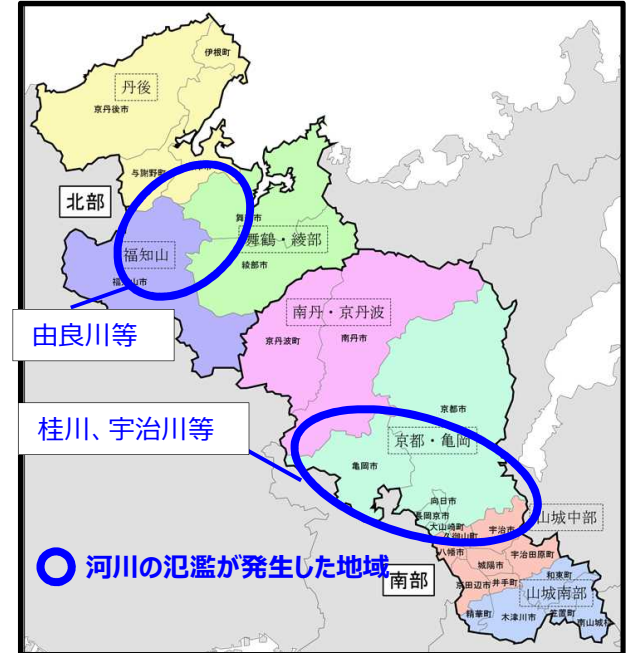 伊根町
丹後
京丹後市
与謝野町
北部
舞鶴・綾部
福知山
綾部市
福知山市
南丹・京丹波
由良川等
京丹波町
南丹市
京都市
桂川、宇治川等
京都・亀岡
亀岡市
向日市
長岡京市
大山崎町
宇治市
山城中部
久御山町
八幡市
宇治田原町
河川の氾濫が発生した地域
城陽市
南部
和束町
京田辺市
井手町
山城南部
精華町
木津川市
笠置町
南山城村